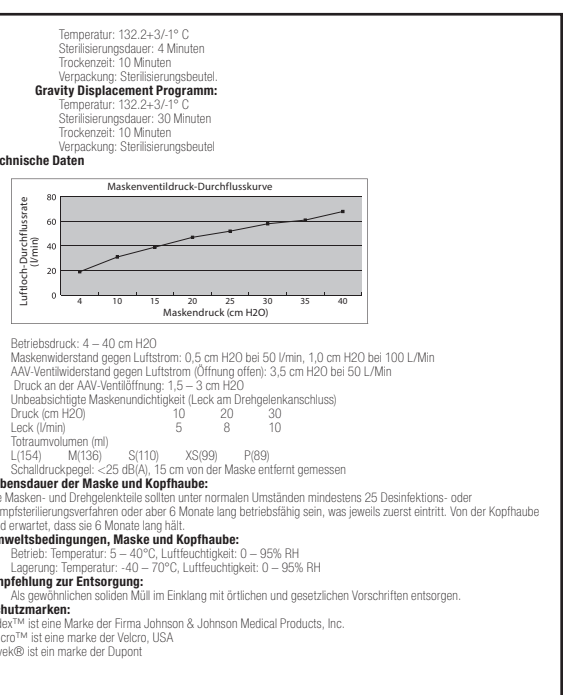 Temperatur: 132.2+3/-1° C
Sterilisierungsdauer: 4 Minuten
Trockenzeit: 10 Minuten
Verpackung: Sterilisierungsbeutel.
Gravity Displacement Programm:
Temperatur: 132.2+3/-1° C
Sterilisierungsdauer: 30 Minuten
Trockenzeit: 10 Minuten
Verpackung: Sterilisierungsbeutel
echnische Daten
Maskenventildruck-Durchflusskurve
Luftloch-Durchflussrate
(l/min)
80
60
40
20
0
4 10 15 20 25 30 35 40
Maskendruck (cm H2O)
Betriebsdruck: 4 – 40 cm H2O
Maskenwiderstand gegen Luftstrom: 0,5 cm H2O bei 50 l/min, 1,0 cm H2O bei 100 L/Min
AAV-Ventilwiderstand gegen Luftstrom (Öffnung offen): 3,5 cm H2O bei 50 L/Min
Druck an der AAV-Ventilöffnung: 1,5 – 3 cm H2O
Unbeabsichtigte Maskenundichtigkeit (Leck am Drehgelenkanschluss)
Druck (cm H2O) 10 20 30
Leck (l/min) 5 8 10
Totraumvolumen (ml)
L(154) M(136) S(110) XS(99) P(89)
Schalldruckpegel: <25 dB(A), 15 cm von der Maske entfernt gemessen
bensdauer der Maske und Kopfhaube:
e Masken- und Drehgelenkteile sollten unter normalen Umständen mindestens 25 Desinfektions- oder
mpfsterilisierungsverfahren oder aber 6 Monate lang betriebsfähig sein, was jeweils zuerst eintritt. Von der Kopfhaube
d erwartet, dass sie 6 Monate lang hält.
mweltsbedingungen, Maske und Kopfhaube:
Betrieb: Temperatur: 5 – 40°C, Luftfeuchtigkeit: 0 – 95% RH
Lagerung: Temperatur: -40 – 70°C, Luftfeuchtigkeit: 0 – 95% RH
mpfehlung zur Entsorgung:
Als gewöhnlichen soliden Müll im Einklang mit örtlichen und gesetzlichen Vorschriften entsorgen.
hutzmarken:
dex™ ist eine Marke der Firma Johnson & Johnson Medical Products, Inc.
lcro™ ist eine marke der Velcro, USA
vek® ist ein marke der Dupont